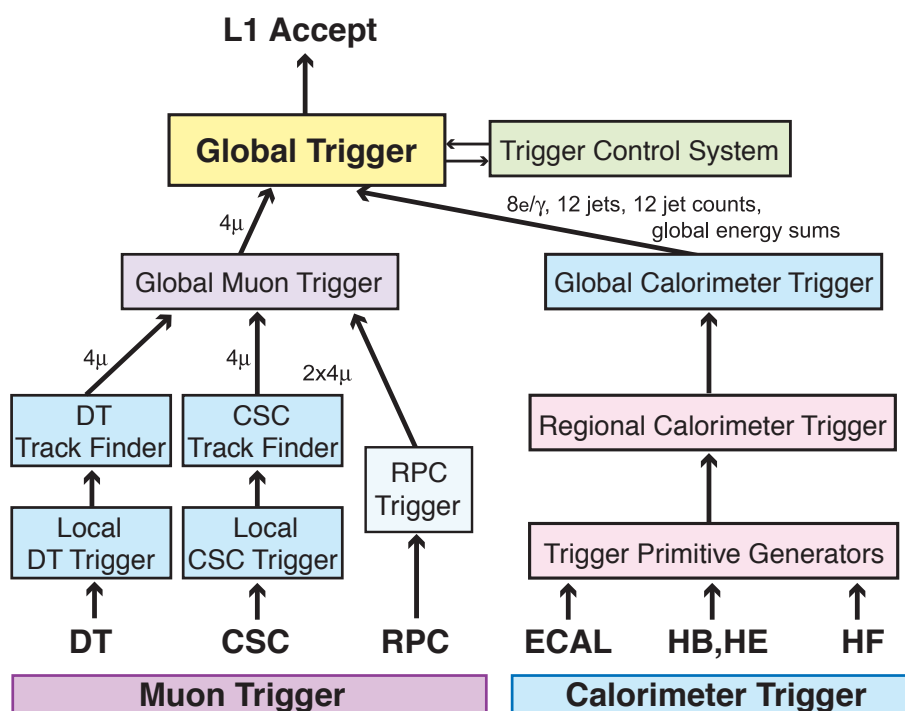 L1 Accept
Global Trigger
Trigger Control System
4μ
8e/γ, 12 jets, 12 jet counts,
global energy sums
Global Muon Trigger
Global Calorimeter Trigger
4μ
4μ
2x4μ
DT
Track Finder
CSC
Track Finder
Regional Calorimeter Trigger
RPC
Trigger
Local
DT Trigger
Local
CSC Trigger
Trigger Primitive Generators
DT
CSC
RPC
ECAL
HB,HE
HF
Muon Trigger
Calorimeter Trigger